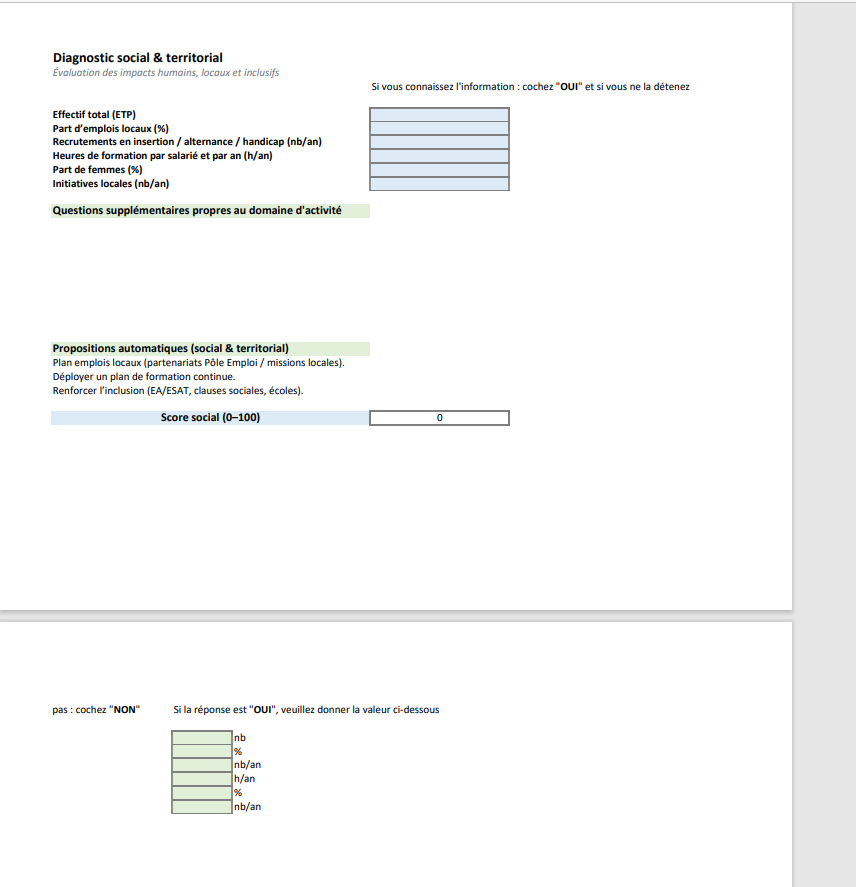 Diagnostic social & territorial
Évaluation des impacts humains, locaux et inclusifs
Si vous connaissez l'information : cochez "OUI" et si vous ne la détenez
Effectif total (ETP)
Part d'emplois locaux (%)
Recrutements en insertion / alternance / handicap (nb/an)
Heures de formation par salarié et par an (h/an)
Part de femmes (%)
Initiatives locales (nb/an)
Questions supplémentaires propres au domaine d'activité
Propositions automatiques (social & territorial)
Plan emplois locaux (partenariats Pôle Emploi / missions locales).
Déployer un plan de formation continue.
Renforcer l'inclusion (EA/ESAT, clauses sociales, écoles).
Score social (0–100) 0
pas : cochez "NON" Si la réponse est "OUI", veuillez donner la valeur ci-dessous
nb
%
nb/an
h/an
%
nb/an